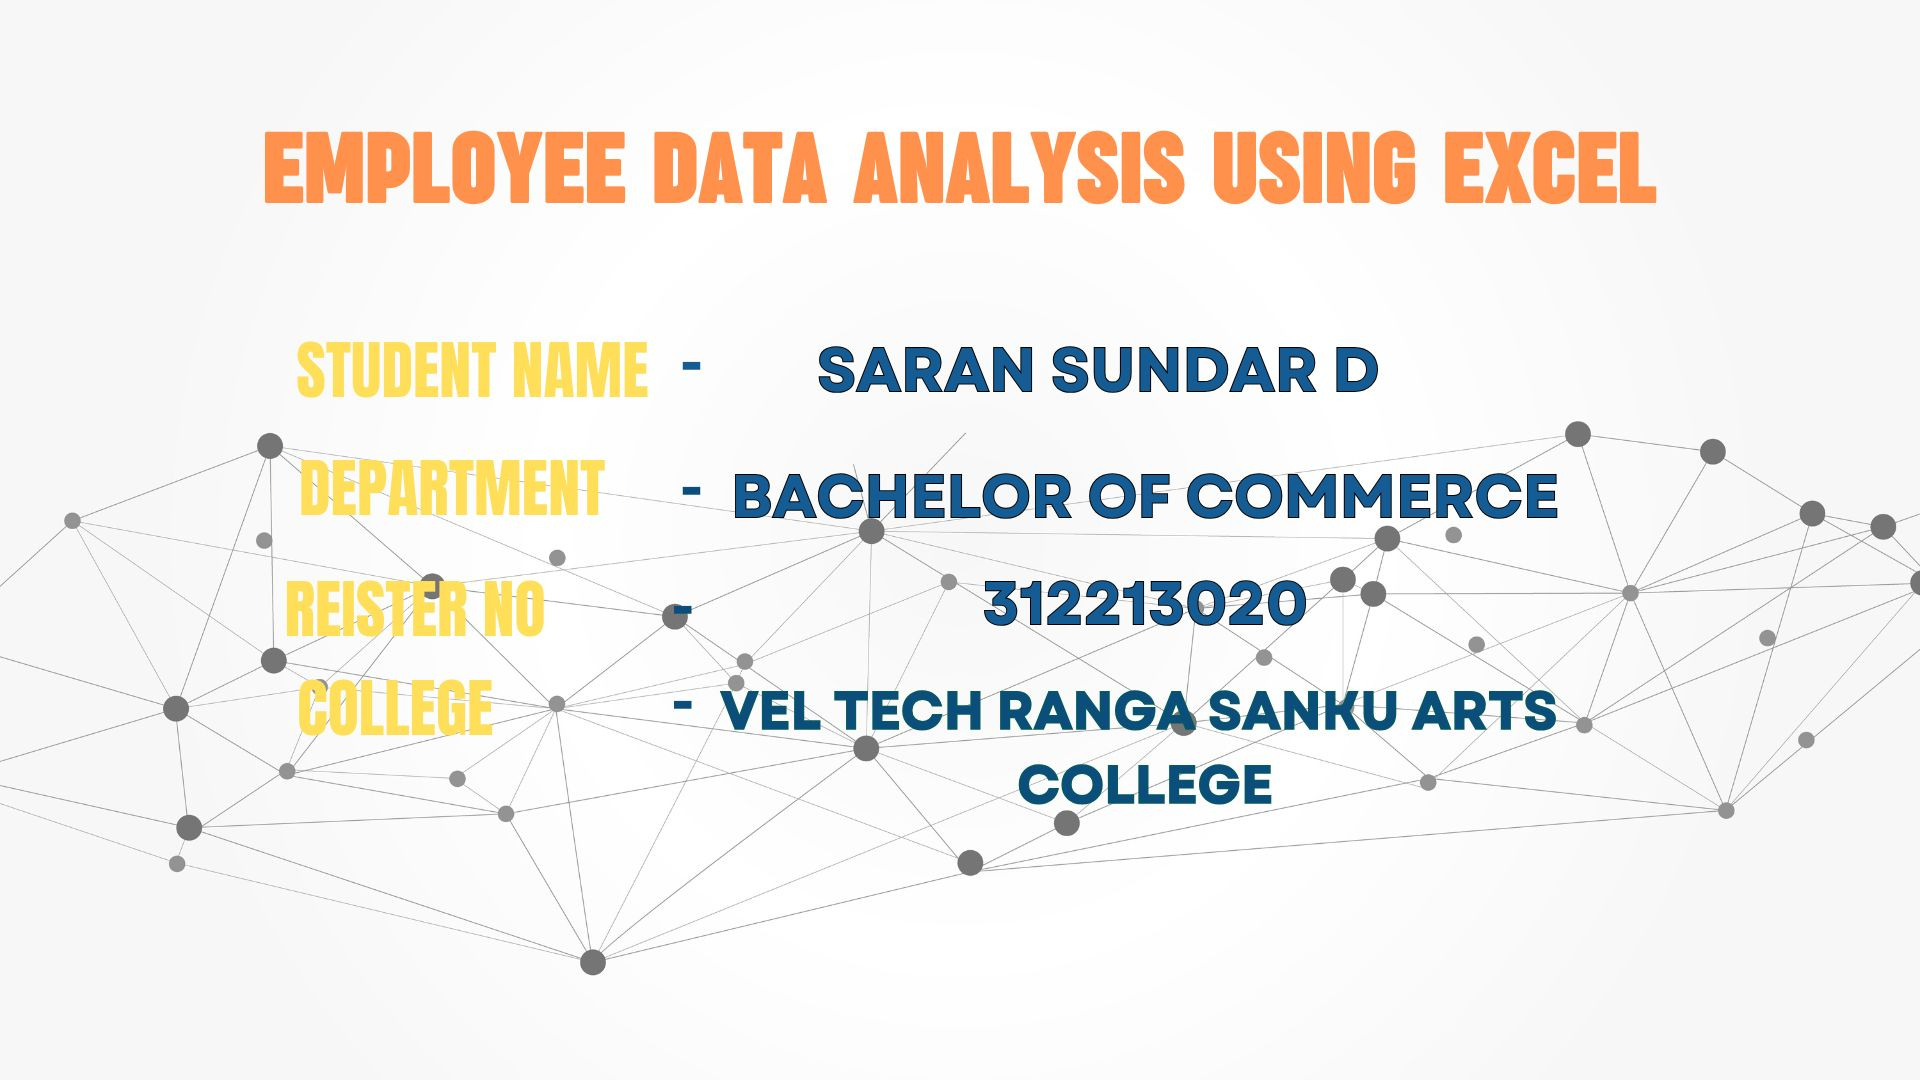 EMPLOYEE DATA ANALYSIS USING EXCEL
STUDENT NAME - SARAN SUNDAR D
DEPARTMENT - BACHELOR OF COMMERCE
REISTER NO - 312213020
COLLEGE - VEL TECH RANGA SANKU ARTS
COLLEGE